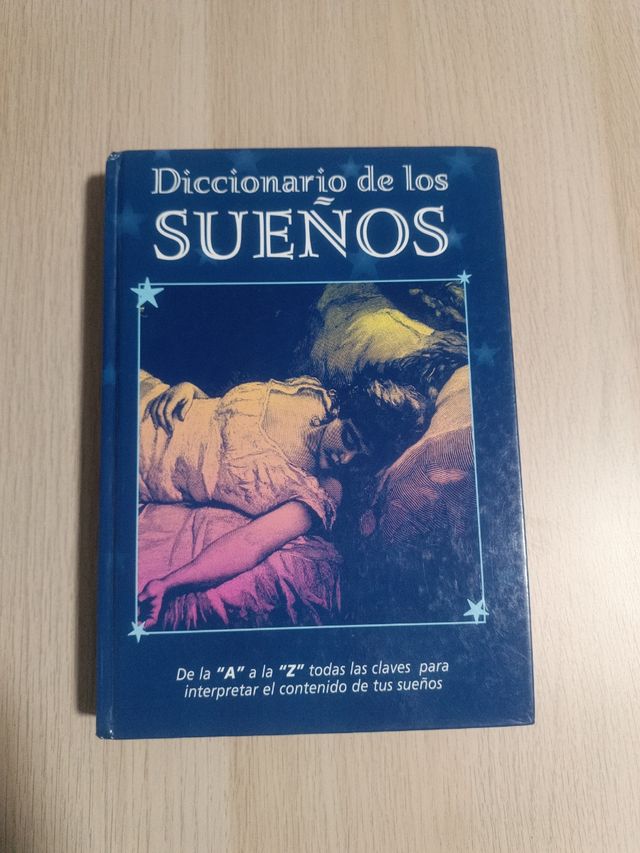 Diccionario de los
SUEÑOS
De la "A" a la "Z" todas las claves para
interpretar el contenido de tus sueños